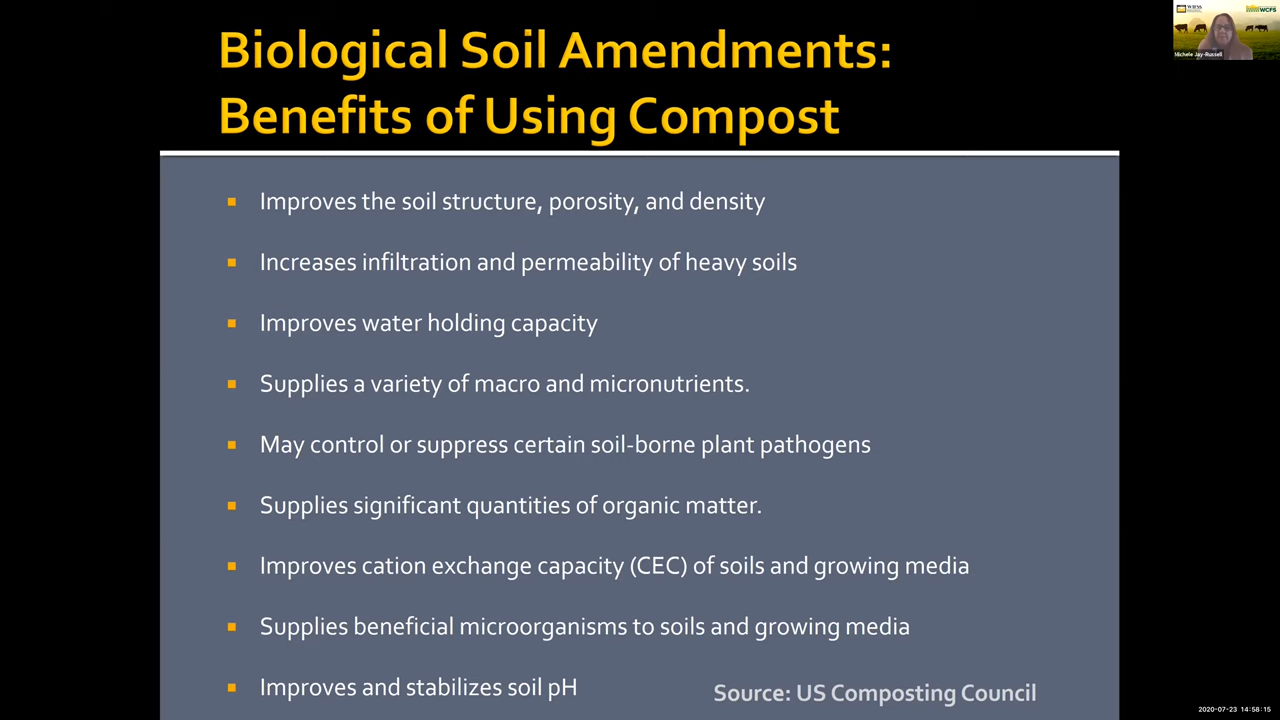 Biological Soil Amendments:
Benefits of Using Compost
WIFSS
WCFS
Michele Jay-Russell
Improves the soil structure, porosity, and density
Increases infiltration and permeability of heavy soils
Improves water holding capacity
Supplies a variety of macro and micronutrients.
May control or suppress certain soil-borne plant pathogens
Supplies significant quantities of organic matter.
Improves cation exchange capacity (CEC) of soils and growing media
Supplies beneficial microorganisms to soils and growing media
Improves and stabilizes soil pH
Source: US Composting Council
2020-07-23 14:58:15